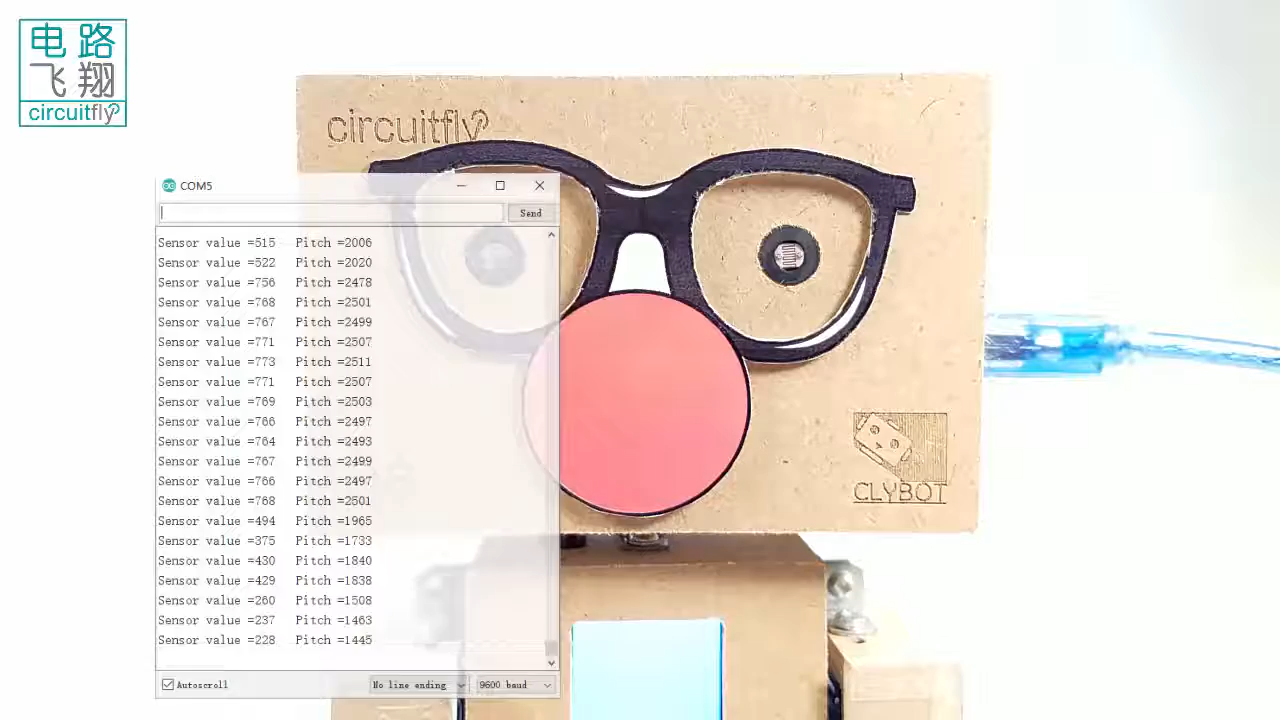 电路
飞翔
circuitfly
circuitfly
COM5
Send
Sensor value =515 Pitch =2006
Sensor value =522 Pitch =2020
Sensor value =756 Pitch =2478
Sensor value =768 Pitch =2501
Sensor value =767 Pitch =2499
Sensor value =771 Pitch =2507
Sensor value =773 Pitch =2511
Sensor value =771 Pitch =2507
Sensor value =769 Pitch =2503
Sensor value =766 Pitch =2497
Sensor value =764 Pitch =2493
Sensor value =767 Pitch =2499
Sensor value =766 Pitch =2497
Sensor value =768 Pitch =2501
Sensor value =494 Pitch =1965
Sensor value =375 Pitch =1733
Sensor value =430 Pitch =1840
Sensor value =429 Pitch =1838
Sensor value =260 Pitch =1508
Sensor value =237 Pitch =1463
Sensor value =228 Pitch =1445
Autoscroll
No line ending
9600 baud
CLYBOT